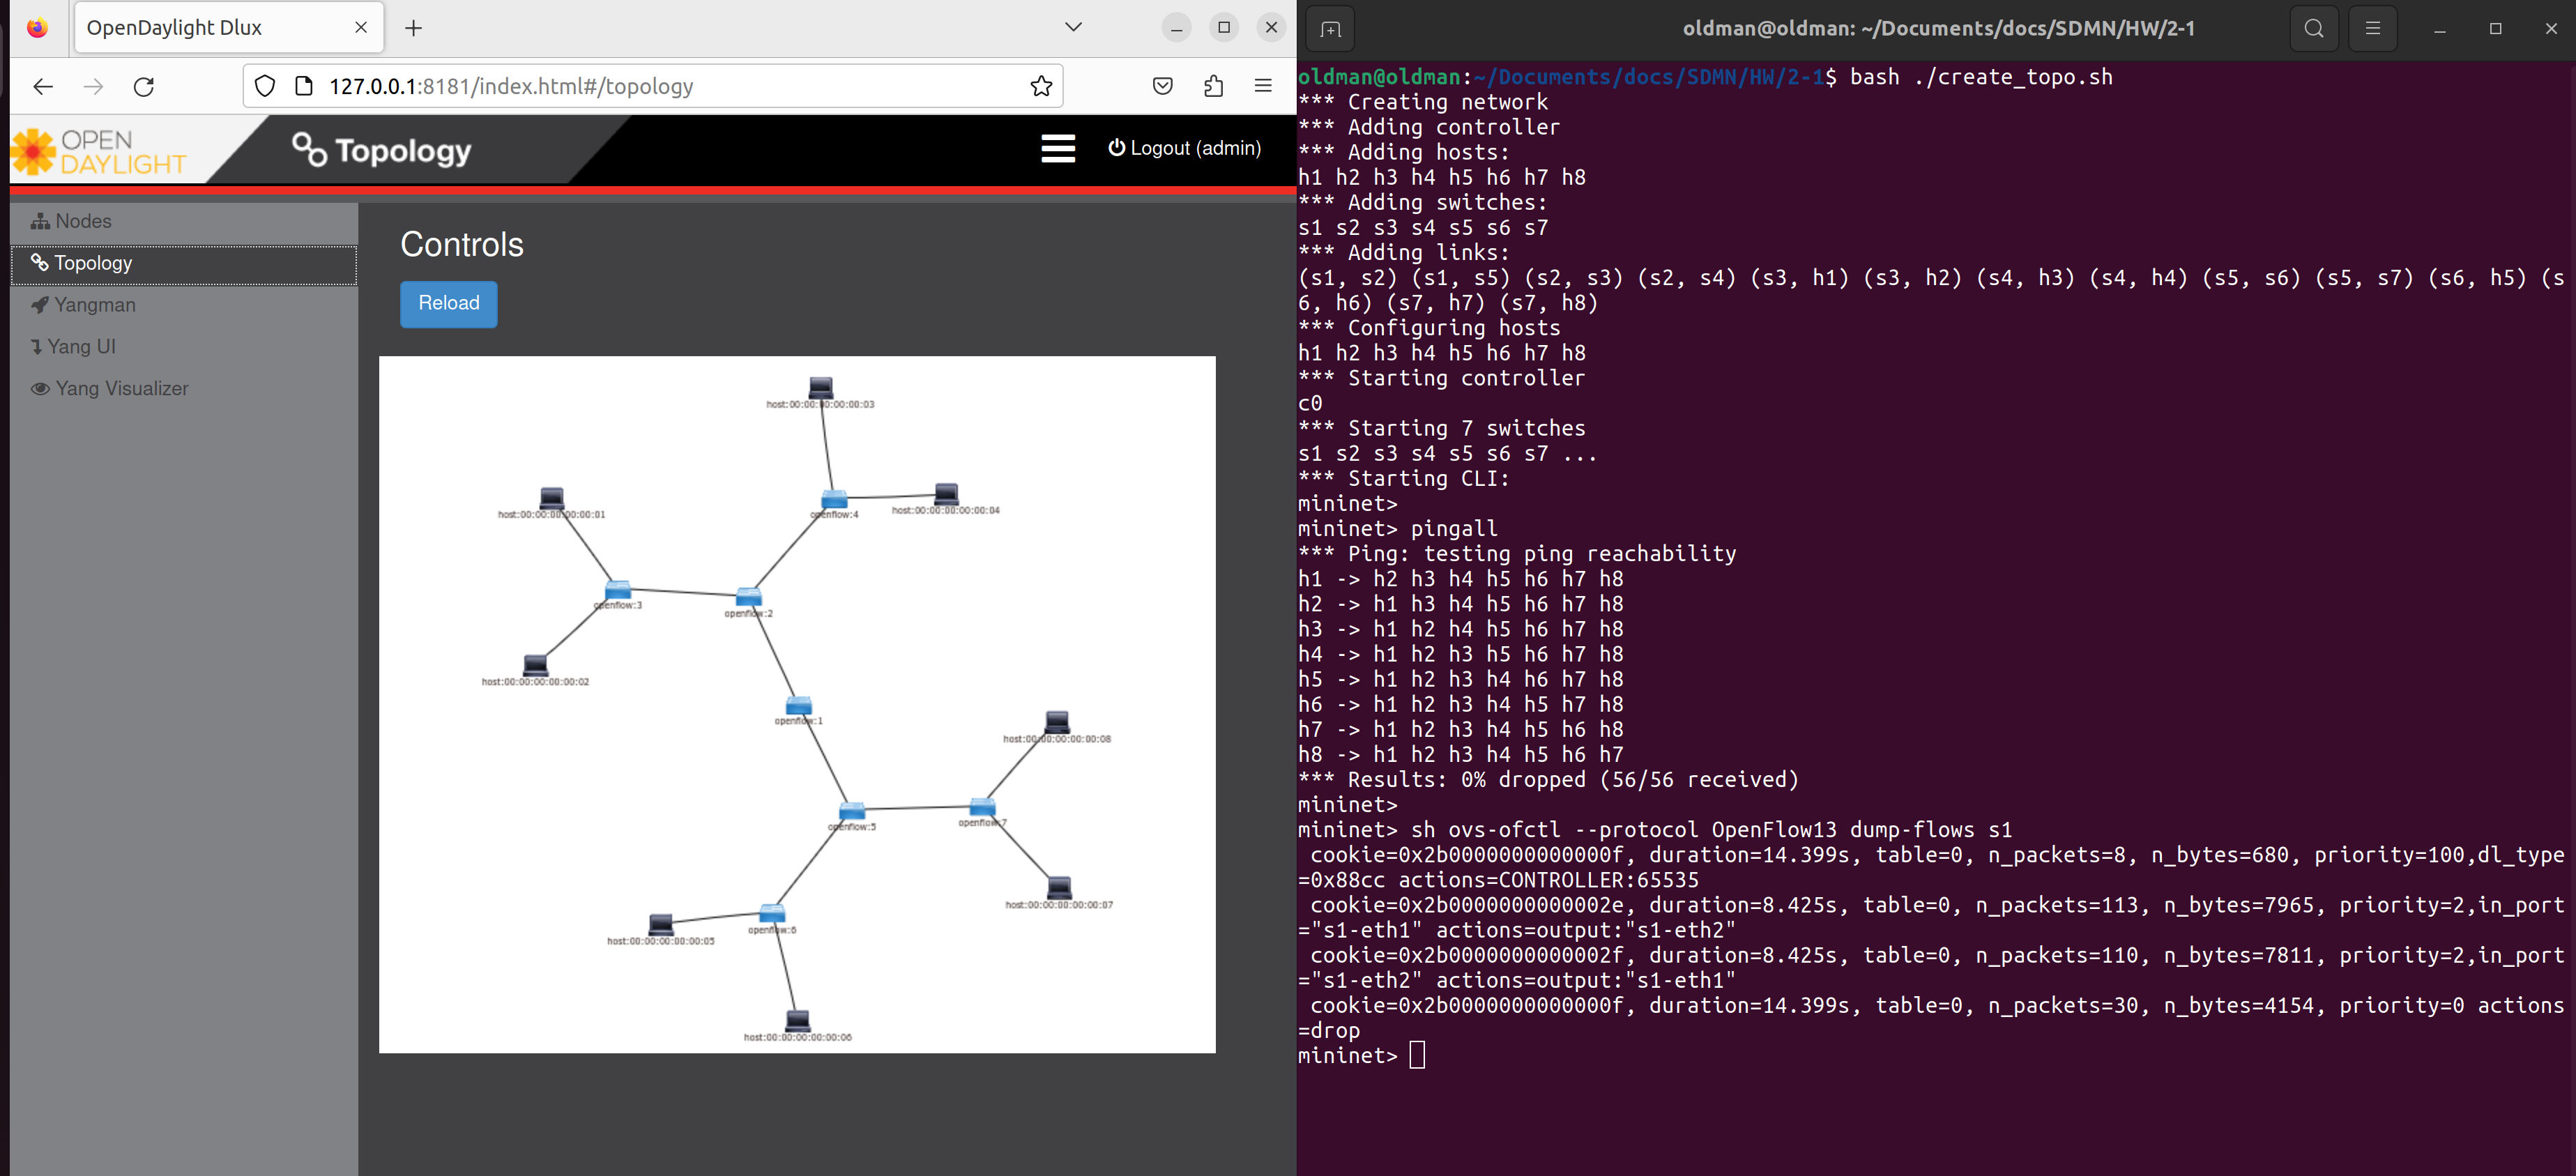 OpenDaylight Dlux
127.0.0.1:8181/index.html#/topology
OPEN
DAYLIGHT
Topology
Logout (admin)
Nodes
Topology
Yangman
Yang UI
Yang Visualizer
Controls
Reload
host:00:00:00:00:00:03
host:00:00:00:00:00:01
openflow:4
host:00:00:00:00:00:04
openflow:3
openflow:2
host:00:00:00:00:00:02
openflow:1
host:00:00:00:00:00:08
openflow:5
openflow:7
host:00:00:00:00:00:07
host:00:00:00:00:00:05
openflow:6
host:00:00:00:00:00:06
oldman@oldman: ~/Documents/docs/SDMN/HW/2-1
oldman@oldman:~/Documents/docs/SDMN/HW/2-1$ bash ./create_topo.sh
*** Creating network
*** Adding controller
*** Adding hosts:
h1 h2 h3 h4 h5 h6 h7 h8
*** Adding switches:
s1 s2 s3 s4 s5 s6 s7
*** Adding links:
(s1, s2) (s1, s5) (s2, s3) (s2, s4) (s3, h1) (s3, h2) (s4, h3) (s4, h4) (s5, s6) (s5, s7) (s6, h5) (s
6, h6) (s7, h7) (s7, h8)
*** Configuring hosts
h1 h2 h3 h4 h5 h6 h7 h8
*** Starting controller
c0
*** Starting 7 switches
s1 s2 s3 s4 s5 s6 s7 ...
*** Starting CLI:
mininet>
mininet> pingall
*** Ping: testing ping reachability
h1 -> h2 h3 h4 h5 h6 h7 h8
h2 -> h1 h3 h4 h5 h6 h7 h8
h3 -> h1 h2 h4 h5 h6 h7 h8
h4 -> h1 h2 h3 h5 h6 h7 h8
h5 -> h1 h2 h3 h4 h6 h7 h8
h6 -> h1 h2 h3 h4 h5 h7 h8
h7 -> h1 h2 h3 h4 h5 h6 h8
h8 -> h1 h2 h3 h4 h5 h6 h7
*** Results: 0% dropped (56/56 received)
mininet>
mininet> sh ovs-ofctl --protocol OpenFlow13 dump-flows s1
cookie=0x2b0000000000000f, duration=14.399s, table=0, n_packets=8, n_bytes=680, priority=100,dl_type
=0x88cc actions=CONTROLLER:65535
cookie=0x2b0000000000002e, duration=8.425s, table=0, n_packets=113, n_bytes=7965, priority=2,in_port
="s1-eth1" actions=output:"s1-eth2"
cookie=0x2b0000000000002f, duration=8.425s, table=0, n_packets=110, n_bytes=7811, priority=2,in_port
="s1-eth2" actions=output:"s1-eth1"
cookie=0x2b0000000000000f, duration=14.399s, table=0, n_packets=30, n_bytes=4154, priority=0 actions
=drop
mininet>